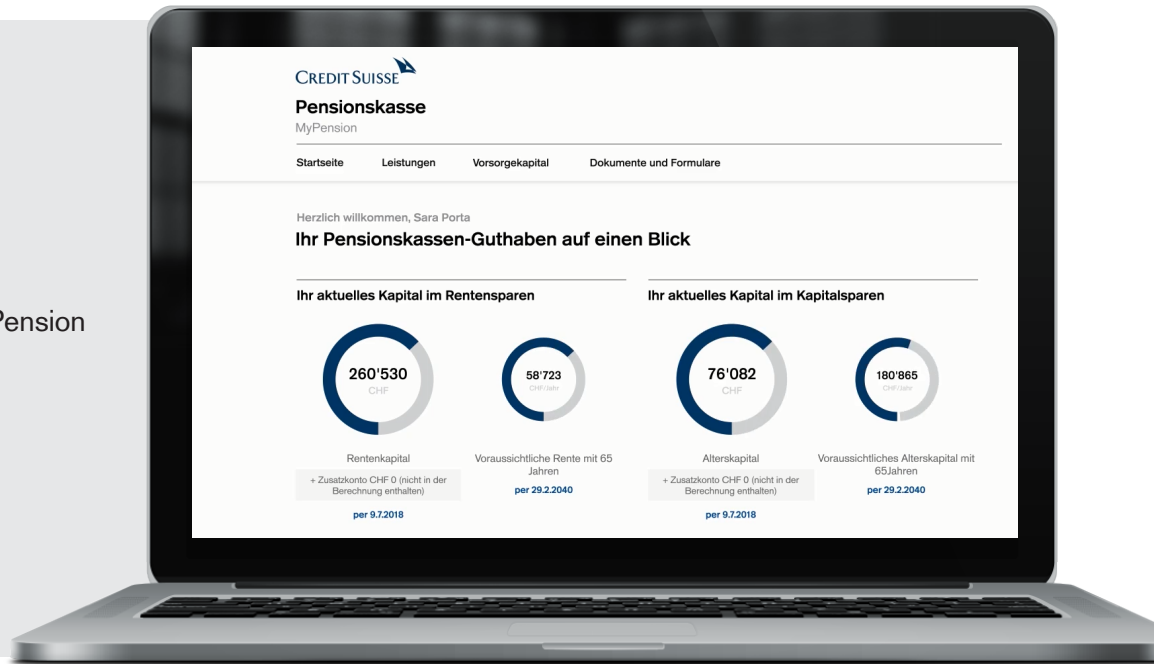 CREDIT SUISSE
Pensionskasse
MyPension
Startseite Leistungen Vorsorgekapital Dokumente und Formulare
Herzlich willkommen, Sara Porta
Ihr Pensionskassen-Guthaben auf einen Blick
Ihr aktuelles Kapital im Rentensparen
260'530
CHF
Rentenkapital
+ Zusatzkonto CHF 0 (nicht in der
Berechnung enthalten)
per 9.7.2018
58'723
CHF/Jahr
Voraussichtliche Rente mit 65
Jahren
per 29.2.2040
Ihr aktuelles Kapital im Kapitalsparen
76'082
CHF
Alterskapital
+ Zusatzkonto CHF 0 (nicht in der
Berechnung enthalten)
per 9.7.2018
180'865
CHF/Jahr
Voraussichtliches Alterskapital mit
65Jahren
per 29.2.2040
Pension